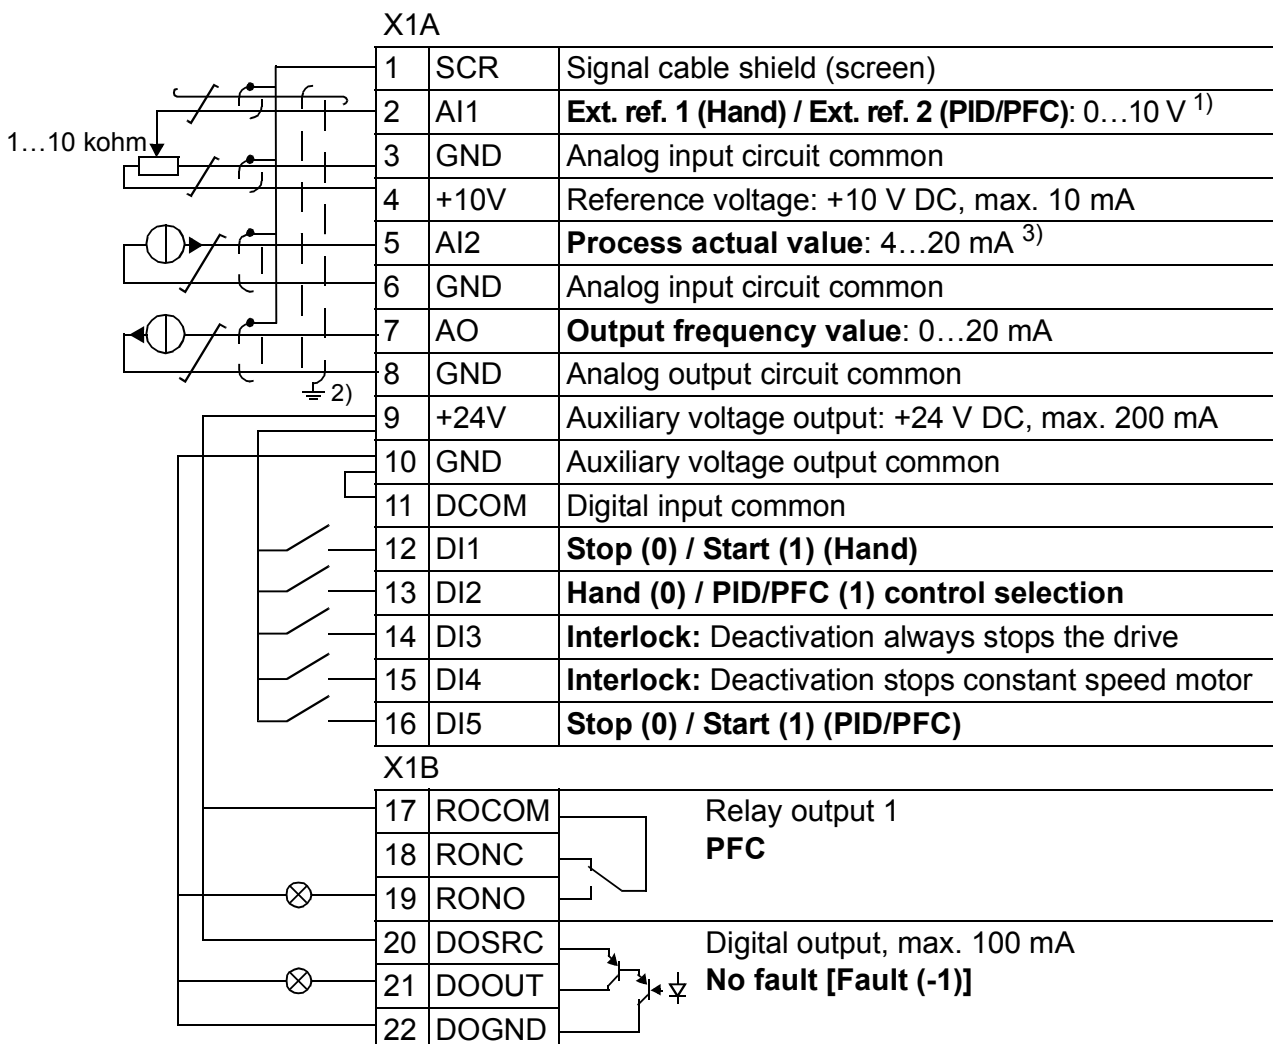 X1A
1 SCR Signal cable shield (screen)
2 AI1 Ext. ref. 1 (Hand) / Ext. ref. 2 (PID/PFC): 0…10 V 1)
1…10 kohm
3 GND Analog input circuit common
4 +10V Reference voltage: +10 V DC, max. 10 mA
5 AI2 Process actual value: 4…20 mA 3)
6 GND Analog input circuit common
7 AO Output frequency value: 0…20 mA
8 GND Analog output circuit common
2)
9 +24V Auxiliary voltage output: +24 V DC, max. 200 mA
10 GND Auxiliary voltage output common
11 DCOM Digital input common
12 DI1 Stop (0) / Start (1) (Hand)
13 DI2 Hand (0) / PID/PFC (1) control selection
14 DI3 Interlock: Deactivation always stops the drive
15 DI4 Interlock: Deactivation stops constant speed motor
16 DI5 Stop (0) / Start (1) (PID/PFC)
X1B
17 ROCOM Relay output 1
18 RONC PFC
19 RONO
20 DOSRC Digital output, max. 100 mA
21 DOOUT No fault [Fault (-1)]
22 DOGND